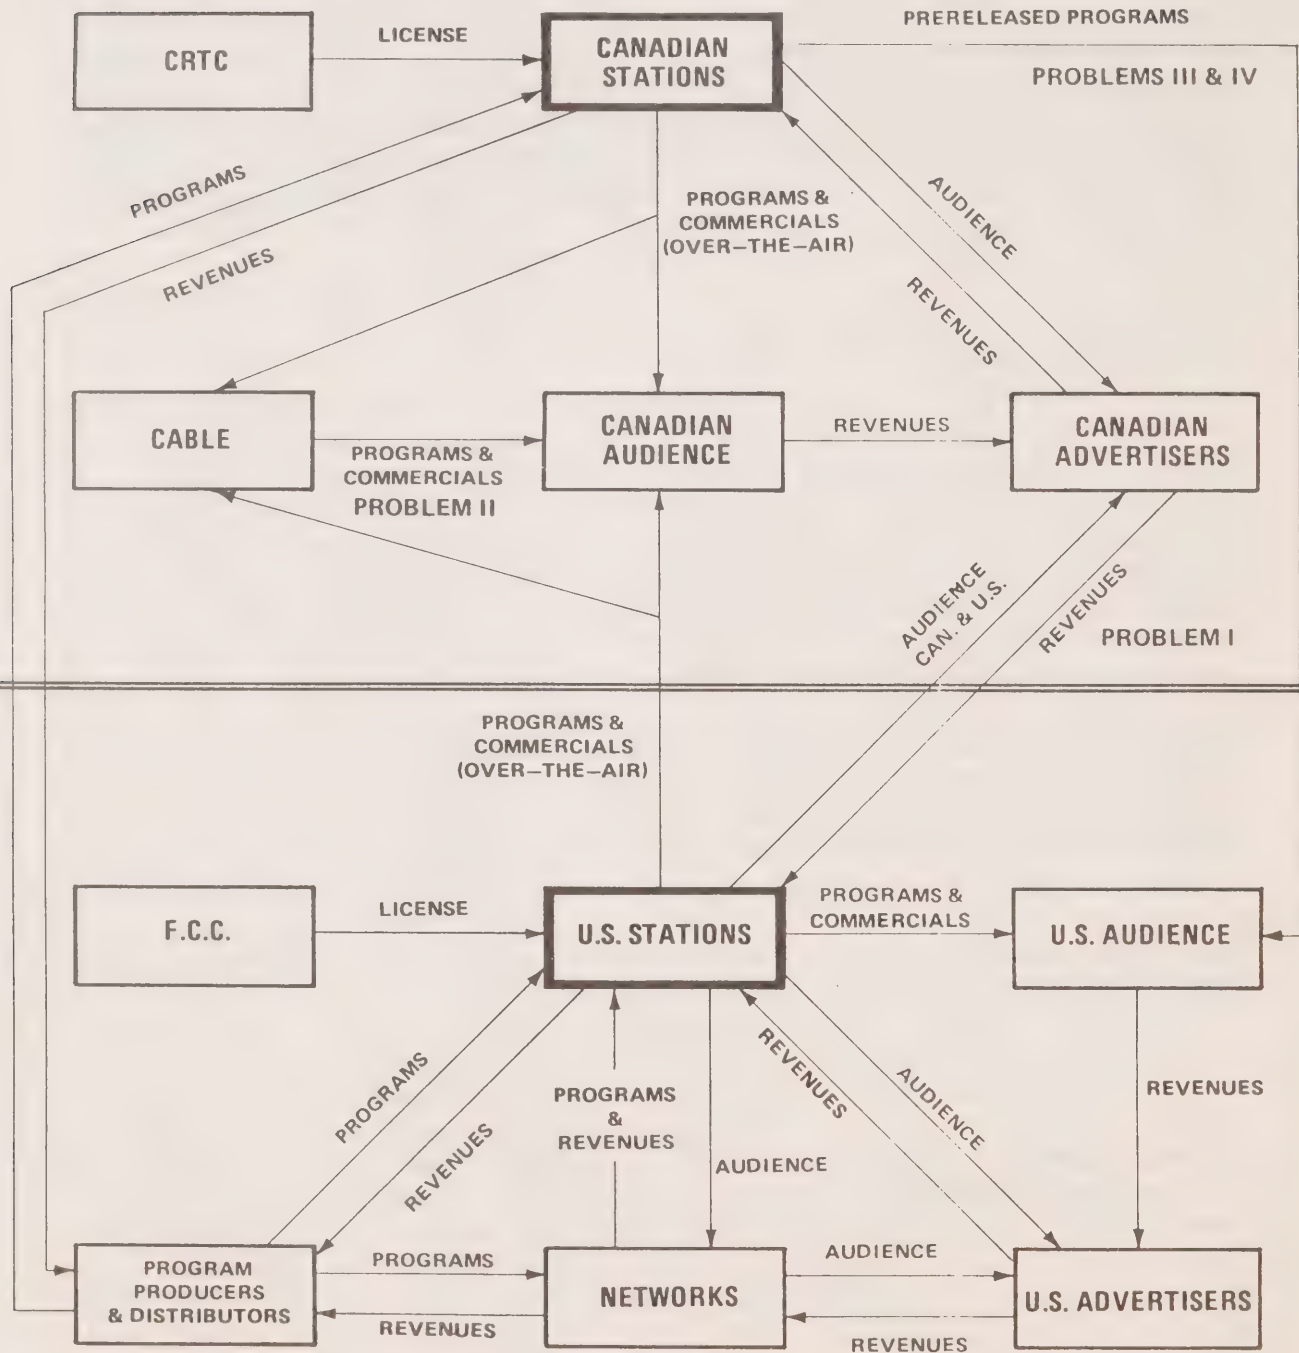 PRERELEASED PROGRAMS
LICENSE
CRTC
CANADIAN
STATIONS
PROBLEMS III & IV
PROGRAMS
REVENUES
PROGRAMS &
COMMERCIALS
(OVER–THE–AIR)
AUDIENCE
REVENUES
CABLE
PROGRAMS &
COMMERCIALS
PROBLEM II
CANADIAN
AUDIENCE
REVENUES
CANADIAN
ADVERTISERS
AUDIENCE
CAN. & U.S.
REVENUES
PROBLEM I
PROGRAMS &
COMMERCIALS
(OVER–THE–AIR)
F.C.C.
LICENSE
U.S. STATIONS
PROGRAMS &
COMMERCIALS
U.S. AUDIENCE
PROGRAMS
REVENUES
PROGRAMS
&
REVENUES
AUDIENCE
REVENUES
AUDIENCE
REVENUES
PROGRAM
PRODUCERS
& DISTRIBUTORS
PROGRAMS
REVENUES
NETWORKS
AUDIENCE
REVENUES
U.S. ADVERTISERS